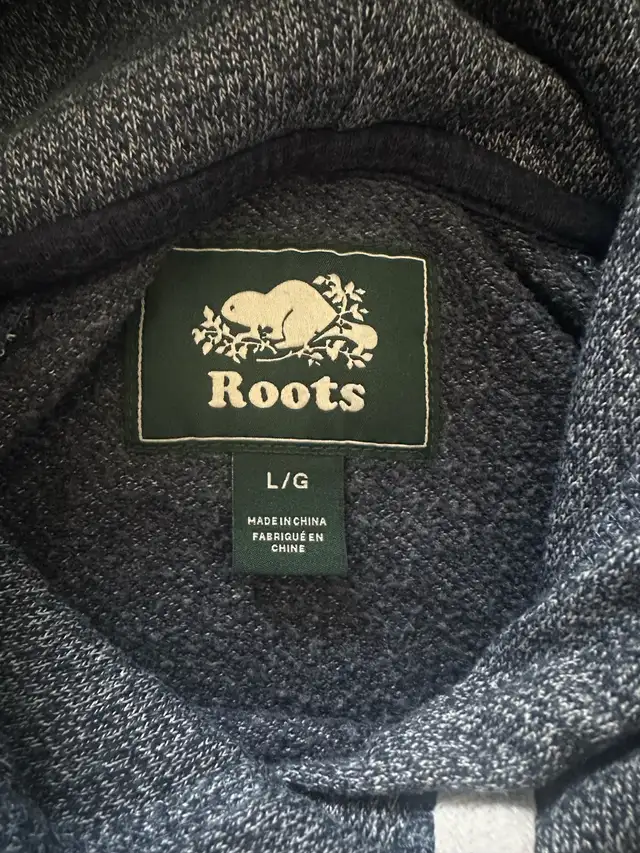 Roots
L/G
MADE IN CHINA
FABRIQUÉ EN
CHINE